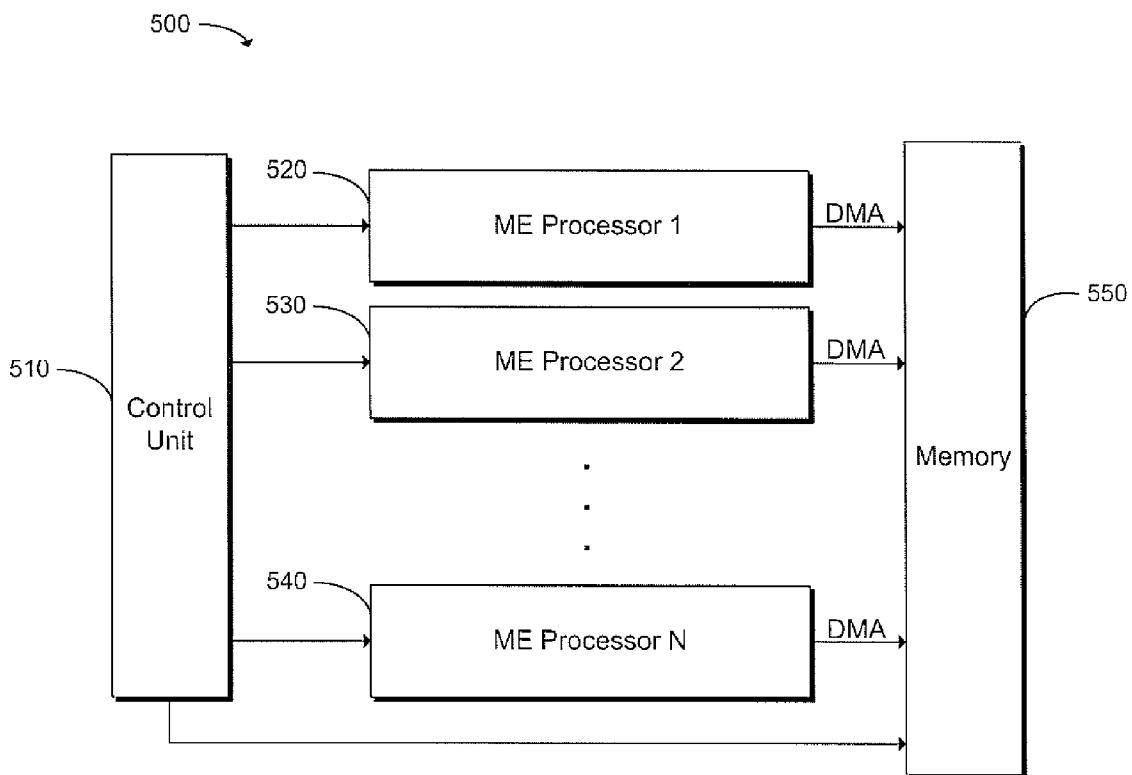 500
520
ME Processor 1
DMA
530
550
ME Processor 2
DMA
510
Control
Unit
Memory
540
ME Processor N
DMA